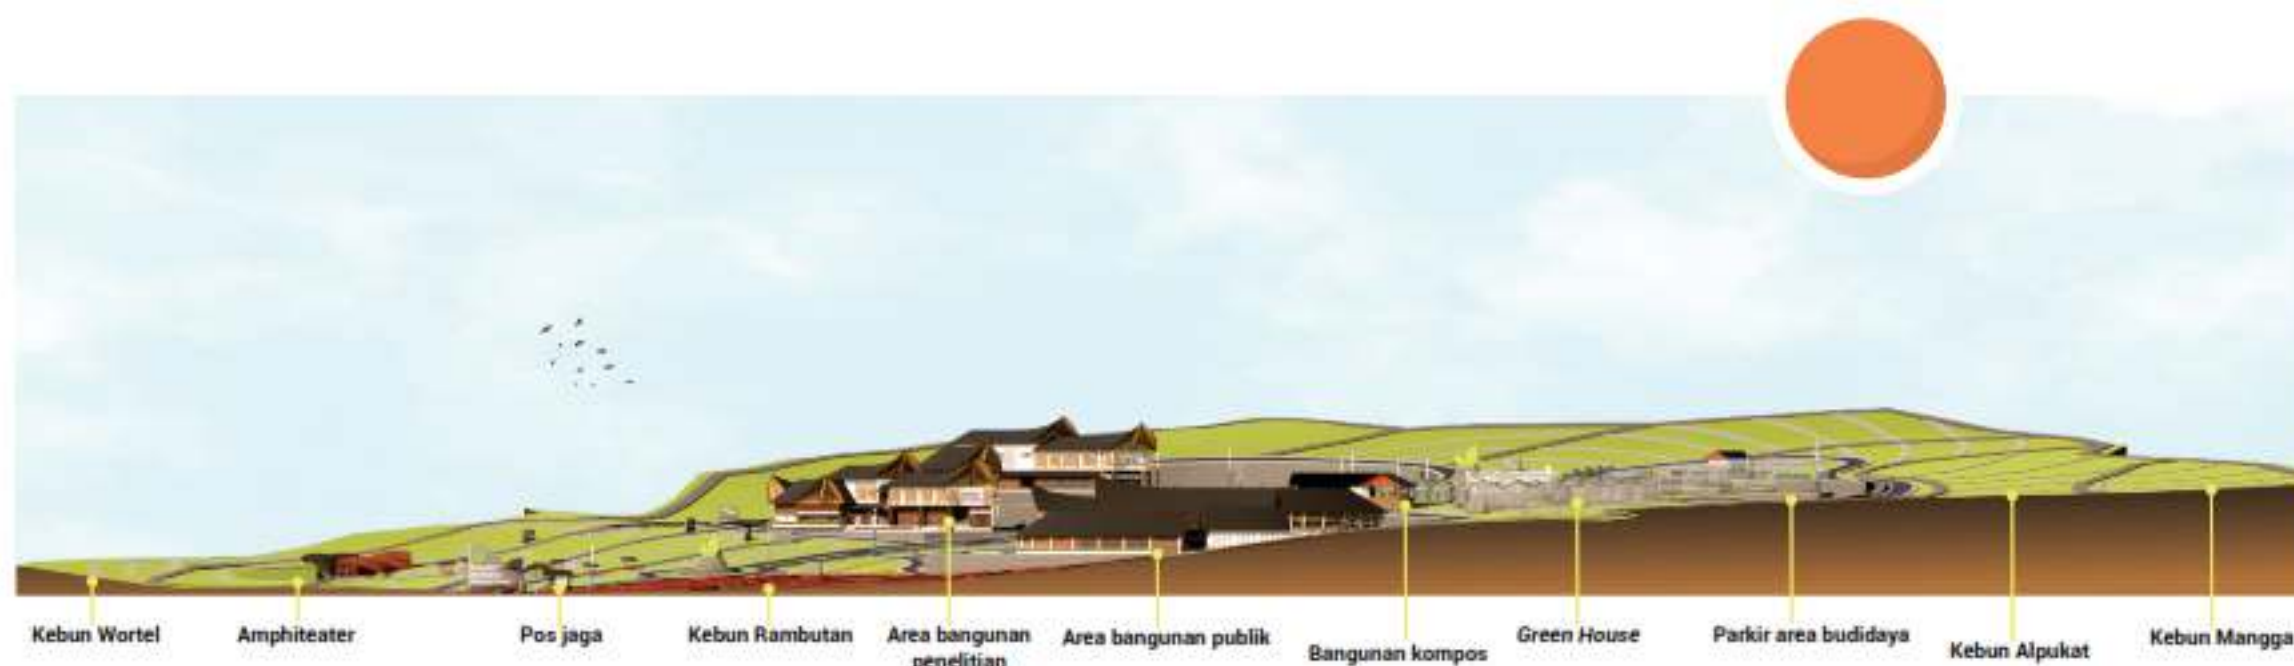 Kebun Wortel
Amphiteater
Pos jaga
Kebun Rambutan
Area bangunan
penelitian
Area bangunan publik
Bangunan kompos
Green House
Parkir area budidaya
Kebun Alpukat
Kebun Mangga